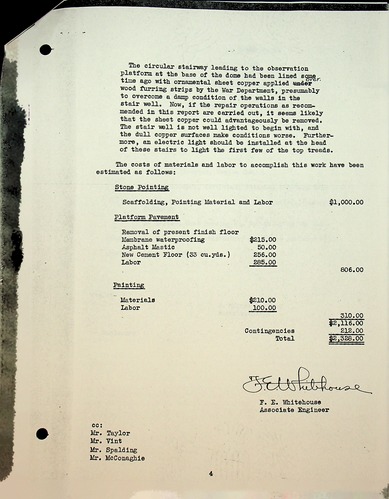 The circular stairway leading to the observation
platform at the base of the dome had been lined some
time ago with ornamental sheet copper applied under over
wood furring strips by the War Department, presumably
to overcome a damp condition of the walls in the
stair well. Now, if the repair operations as recom-
mended in this report are carried out, it seems likely
that the sheet copper could advantageously be removed.
The stair well is not well lighted to begin with, and
the dull copper surfaces make conditions worse. Further-
more, an electric light should be installed at the head
of these stairs to light the first few of the top treads.
The costs of materials and labor to accomplish this work have been
estimated as follows:
Stone Pointing
Scaffolding, Pointing Material and Labor $1,000.00
Platform Pavement
Removal of present finish floor
Membrane waterproofing $215.00
Asphalt Mastic 50.00
New Cement Floor (33 cu.yds.) 256.00
Labor 285.00
806.00
Painting
Materials $210.00
Labor 100.00
310.00
$2,116.00
Contingencies 212.00
Total $2,328.00
F.E. Whitehouse
F. E. Whitehouse
Associate Engineer
cc:
Mr. Taylor
Mr. Vint
Mr. Spalding
Mr. McConaghie
4